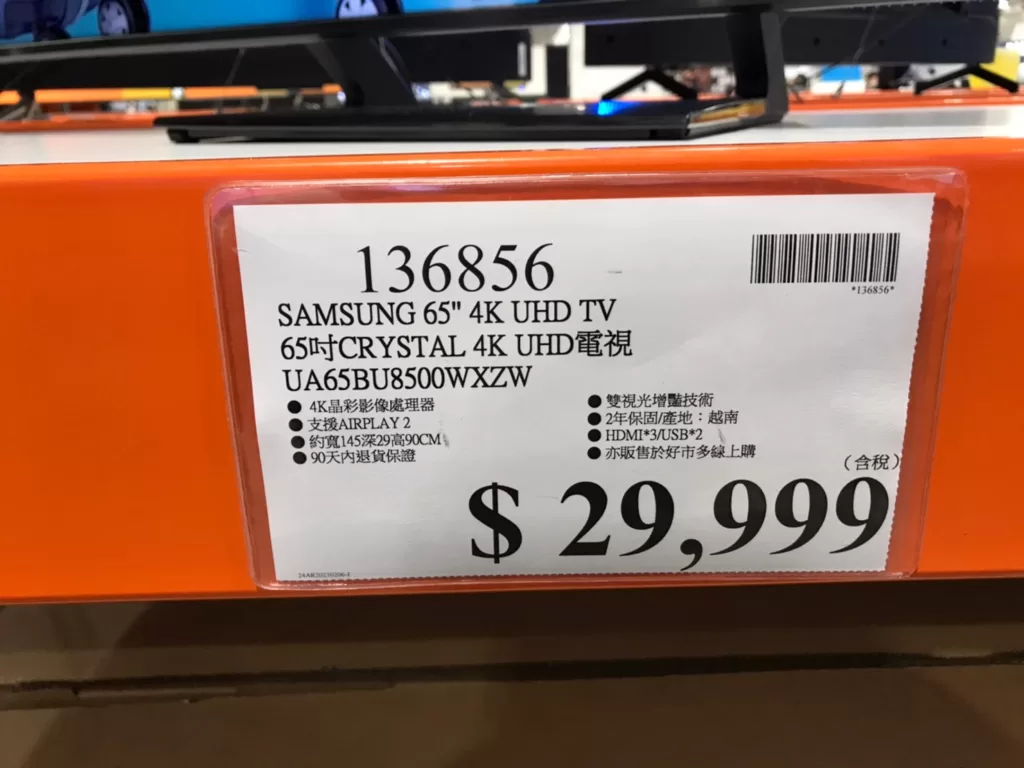 136856
*136856*
SAMSUNG 65" 4K UHD TV
65吋CRYSTAL 4K UHD電視
UA65BU8500WXZW
● 4K晶彩影像處理器
● 支援AIRPLAY 2
● 約寬145深29高90CM
● 90天內退貨保證
● 雙視光增豔技術
● 2年保固/產地：越南
● HDMI*3/USB*2
● 亦販售於好市多線上購
（含稅）
$ 29,999